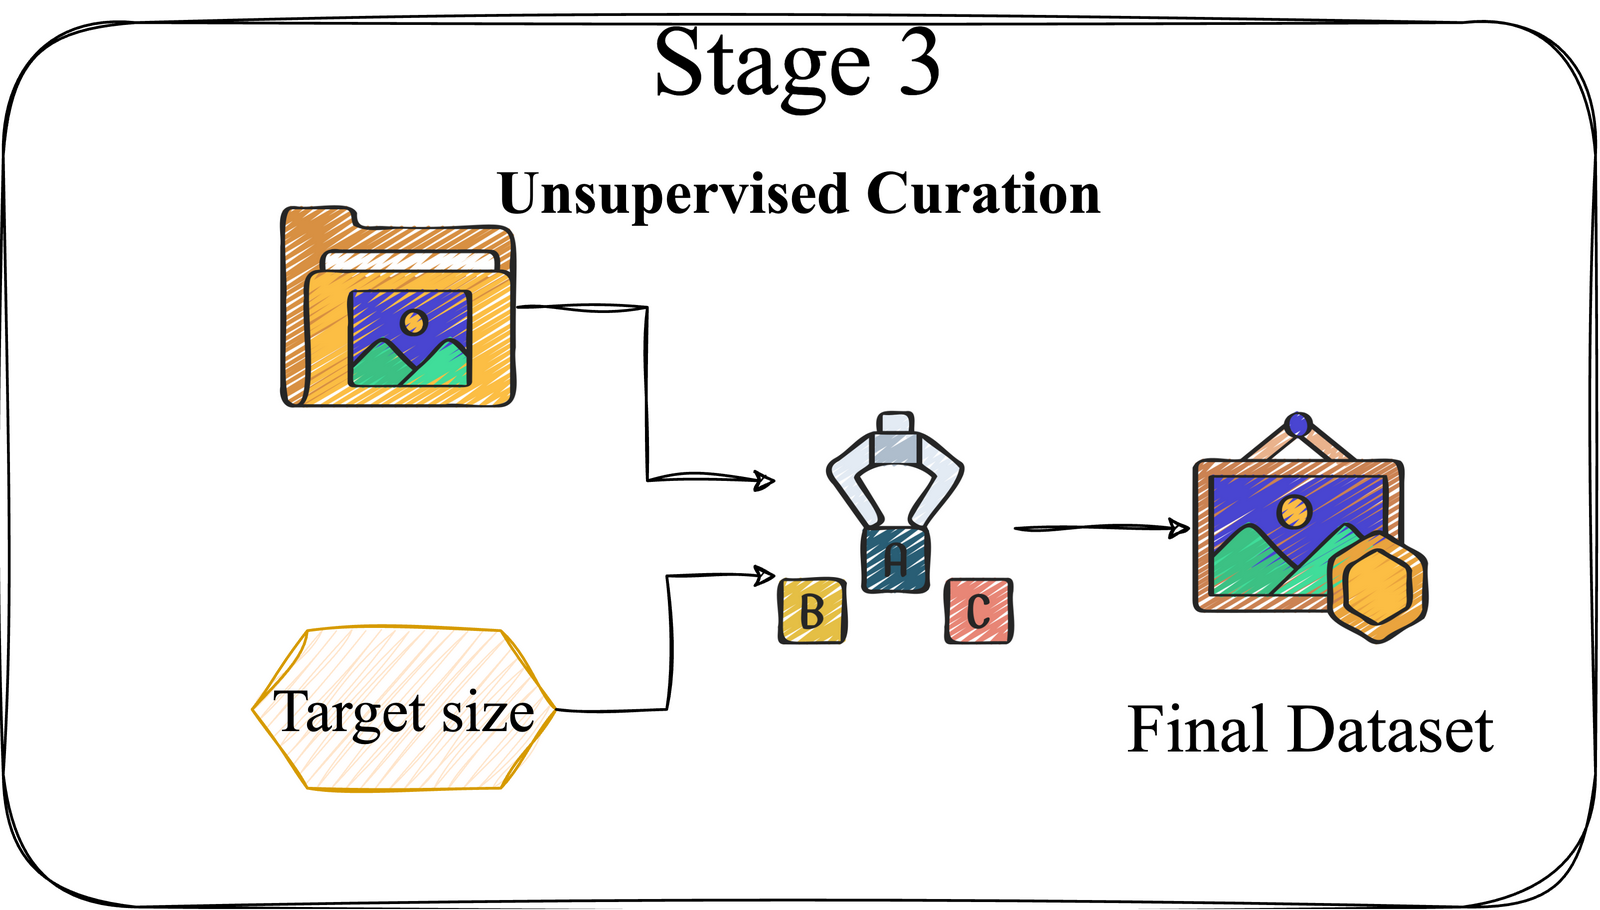 Stage 3
Unsupervised Curation
A
B
C
Target size
Final Dataset